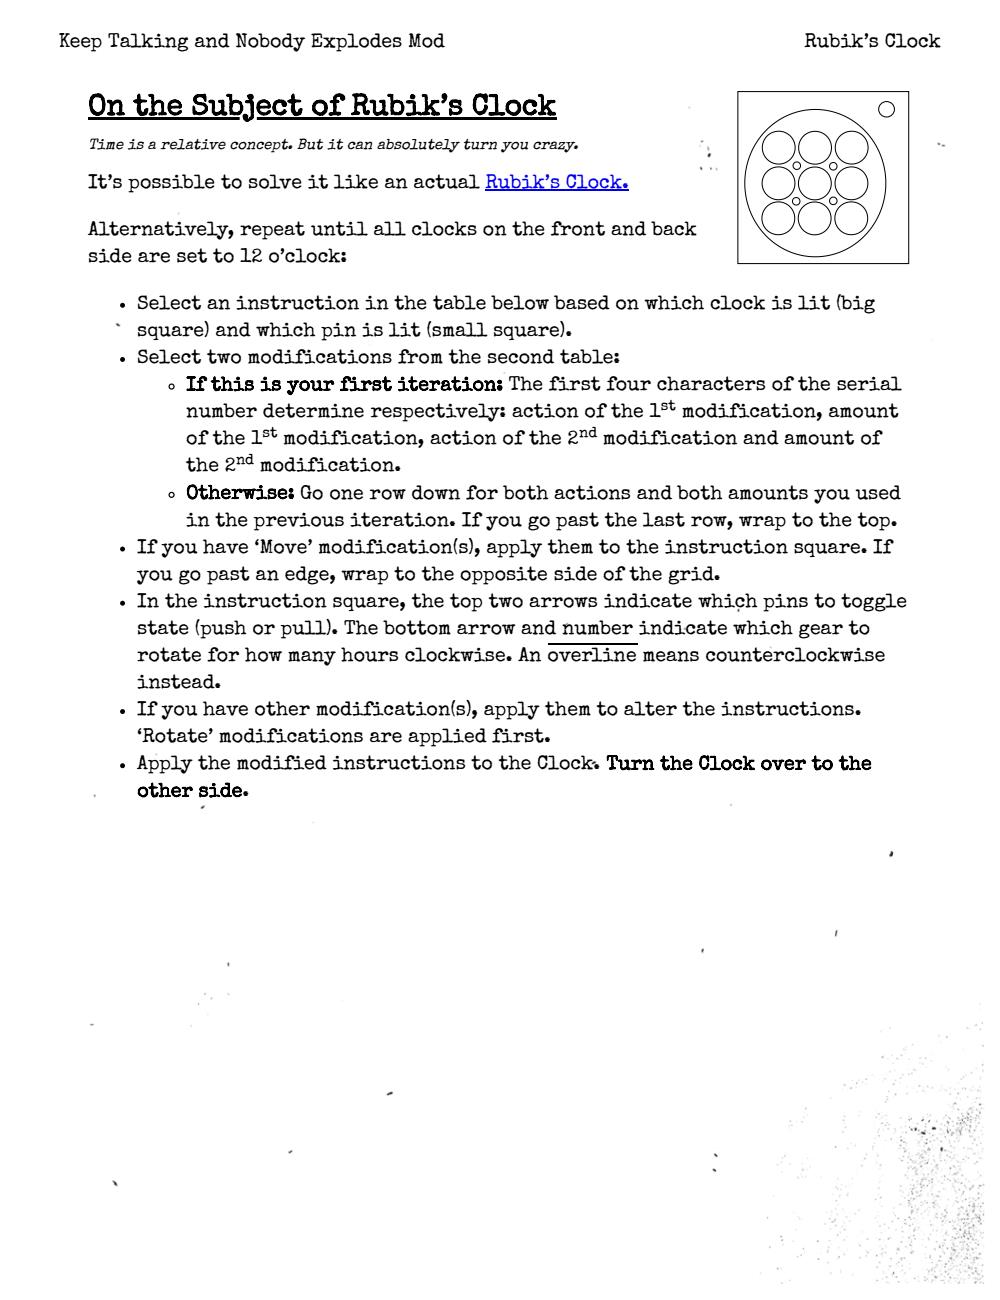 Keep Talking and Nobody Explodes Mod
Rubik's Clock
On the Subject of Rubik's Clock
Time is a relative concept. But it can absolutely turn you crazy.
It's possible to solve it like an actual Rubik's Clock.
Alternatively, repeat until all clocks on the front and back
side are set to 12 o'clock:
• Select an instruction in the table below based on which clock is lit (big
square) and which pin is lit (small square).
• Select two modifications from the second table:
◦ If this is your first iteration: The first four characters of the serial
number determine respectively: action of the 1st modification, amount
of the 1st modification, action of the 2nd modification and amount of
the 2nd modification.
◦ Otherwise: Go one row down for both actions and both amounts you used
in the previous iteration. If you go past the last row, wrap to the top.
• If you have ‘Move’ modification(s), apply them to the instruction square. If
you go past an edge, wrap to the opposite side of the grid.
• In the instruction square, the top two arrows indicate which pins to toggle
state (push or pull). The bottom arrow and number indicate which gear to
rotate for how many hours clockwise. An overline means counterclockwise
instead.
• If you have other modification(s), apply them to alter the instructions.
‘Rotate’ modifications are applied first.
• Apply the modified instructions to the Clock. Turn the Clock over to the
other side.